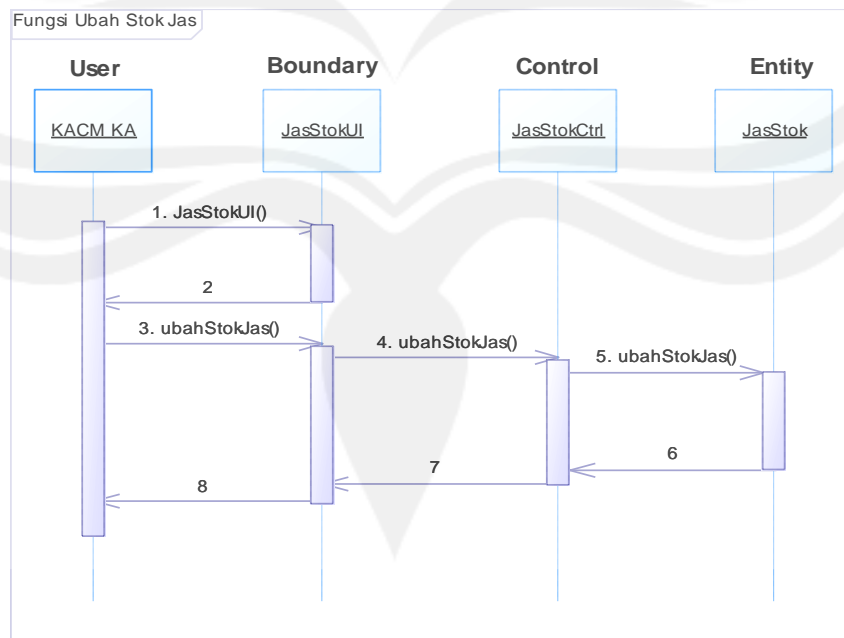 Fungsi Ubah Stok Jas
User
Boundary
Control
Entity
KACM KA
JasStokUI
JasStokCtrl
JasStok
1. JasStokUI()
2
3. ubahStokJas()
4. ubahStokJas()
5. ubahStokJas()
6
7
8